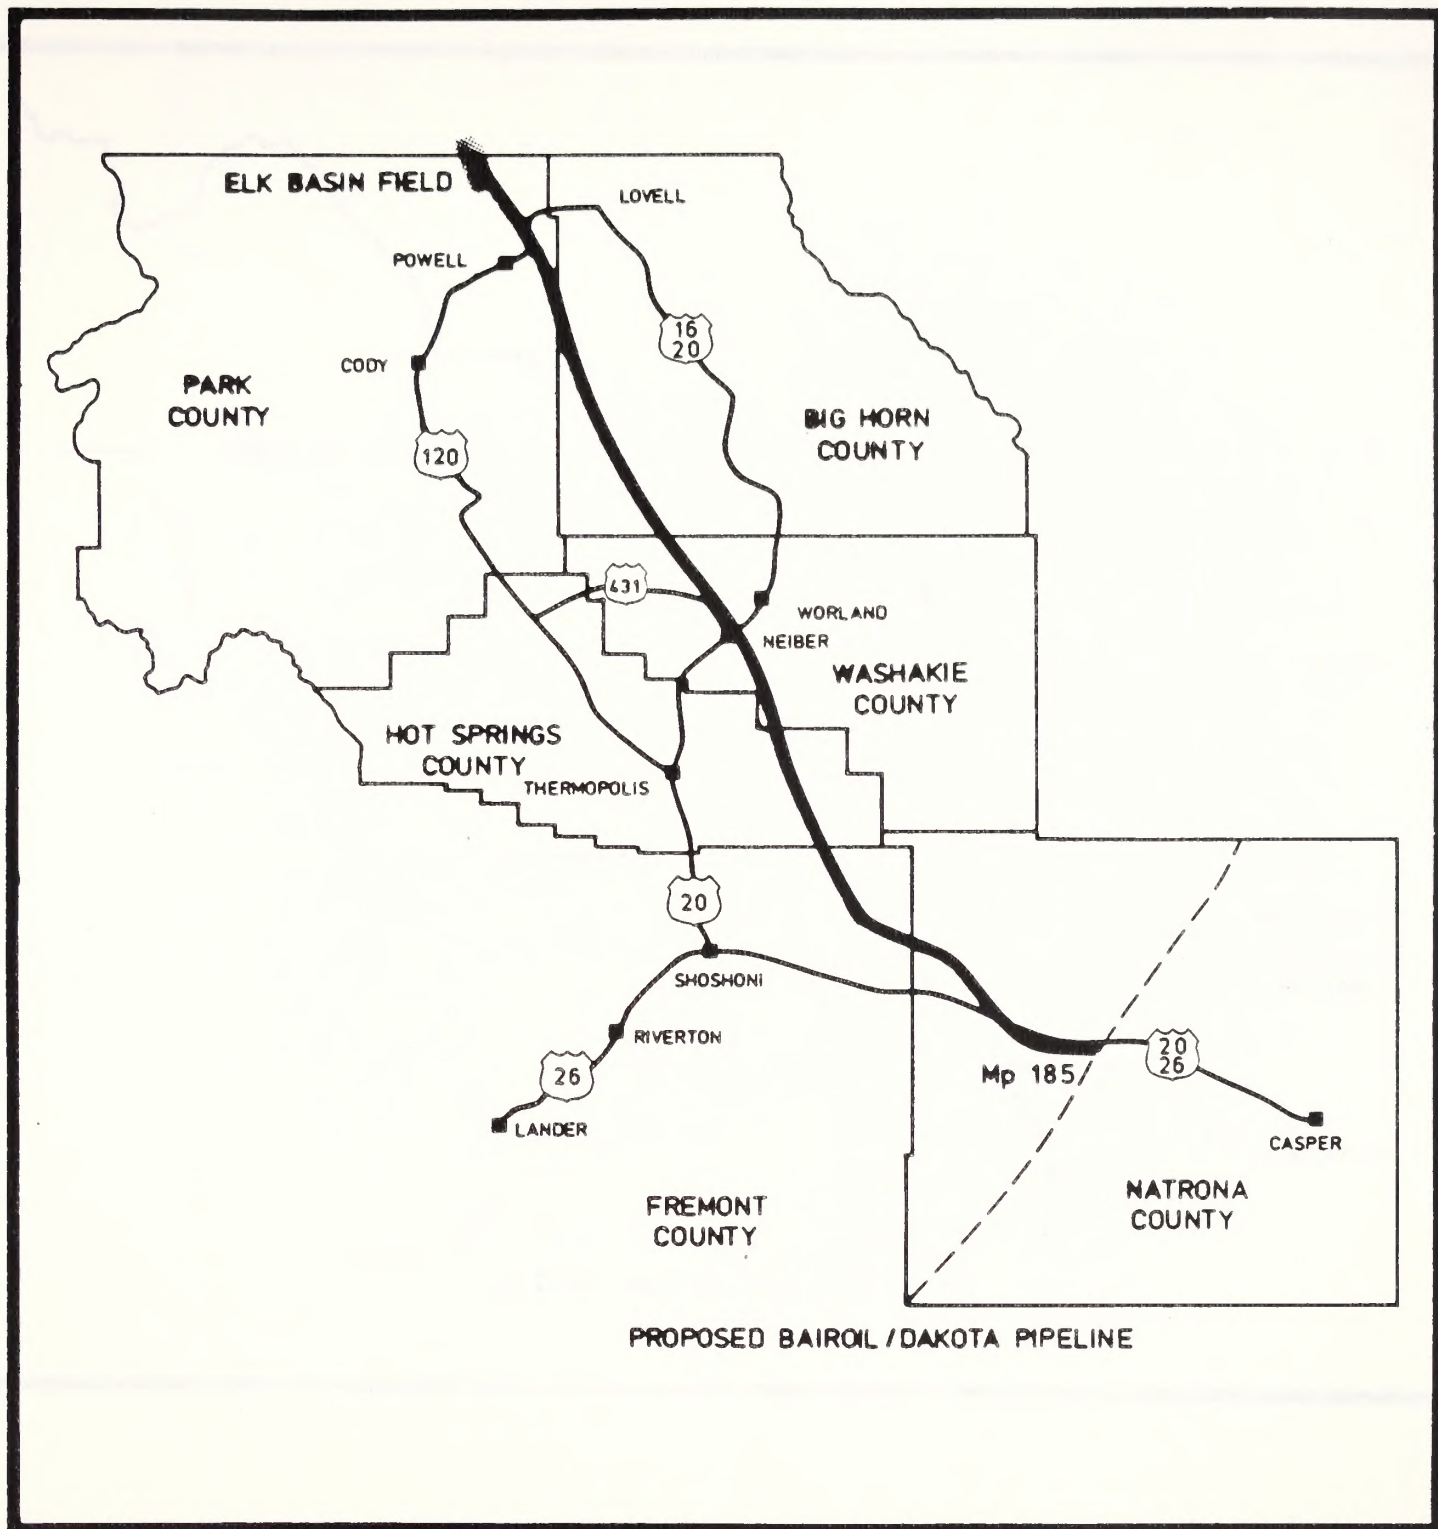 ELK BASIN FIELD
LOVELL
POWELL
16
20
CODY
PARK
COUNTY
BIG HORN
COUNTY
120
431
WORLAND
NEIBER
WASHAKIE
COUNTY
HOT SPRINGS
COUNTY
THERMOPOLIS
20
SHOSHONI
RIVERTON
20
26
Mp 185
26
LANDER
CASPER
NATRONA
COUNTY
FREMONT
COUNTY
PROPOSED BAIROIL/DAKOTA PIPELINE